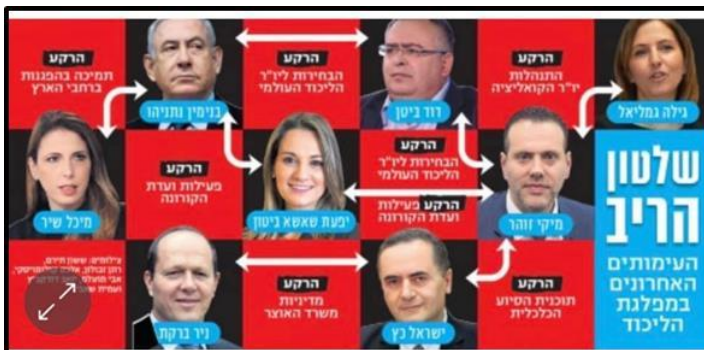 שלטון
הריב
העימותים
האחרונים
במפלגת
הליכוד
גילה גמליאל
הרקע
התנהלות
יו"ר הקואליציה
דוד ביטן
הרקע
הבחירות ליו"ר
הליכוד העולמי
בנימין נתניהו
הרקע
תמיכה בהפגנות
ברחבי הארץ
מיקי זוהר
הרקע
הבחירות ליו"ר
הליכוד העולמי
הרקע פעילות
ועדת הקורונה
יפעת שאשא ביטון
הרקע
פעילות ועדת
הקורונה
מיכל שיר
הרקע
תוכנית הסיוע
הכלכלית
ישראל כץ
הרקע
מדיניות
משרד האוצר
ניר ברקת
צילומים: ששון תירם,